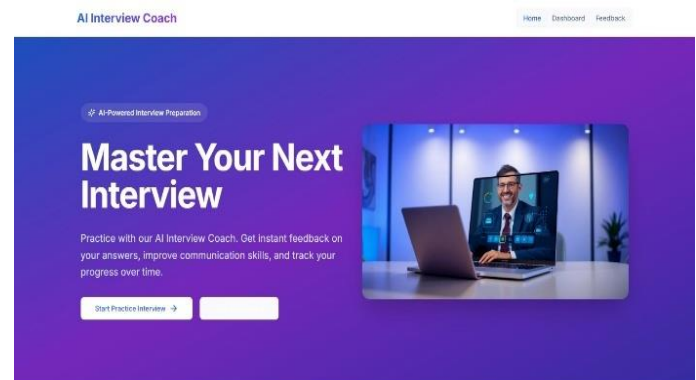 AI Interview Coach
Home Dashboard Feedback
AI-Powered Interview Preparation
Master Your Next
Interview
Practice with our AI Interview Coach. Get instant feedback on
your answers, improve communication skills, and track your
progress over time.
Start Practice Interview